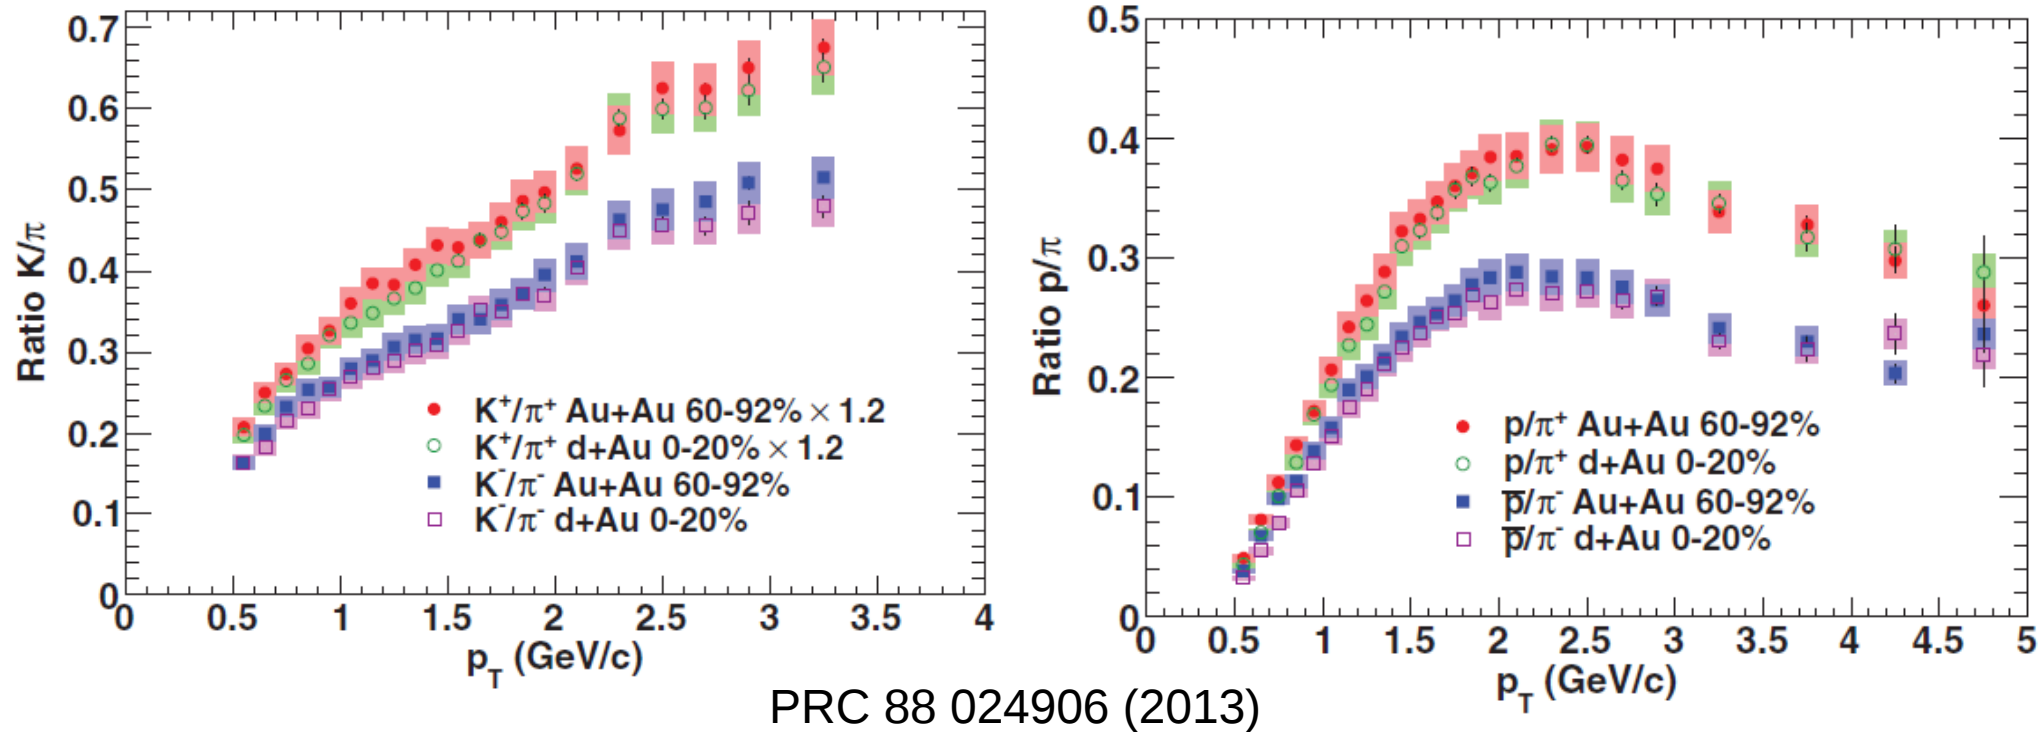 Ratio K/π
0.7
0.6
0.5
0.4
0.3
0.2
0.1
0
K⁺/π⁺ Au+Au 60-92% × 1.2
K⁺/π⁺ d+Au 0-20% × 1.2
K⁻/π⁻ Au+Au 60-92%
K⁻/π⁻ d+Au 0-20%
0 0.5 1 1.5 2 2.5 3 3.5 4
p_T (GeV/c)
Ratio p/π
0.5
0.4
0.3
0.2
0.1
0
p/π⁺ Au+Au 60-92%
p/π⁺ d+Au 0-20%
p̅/π⁻ Au+Au 60-92%
p̅/π⁻ d+Au 0-20%
0 0.5 1 1.5 2 2.5 3 3.5 4 4.5 5
p_T (GeV/c)
PRC 88 024906 (2013)